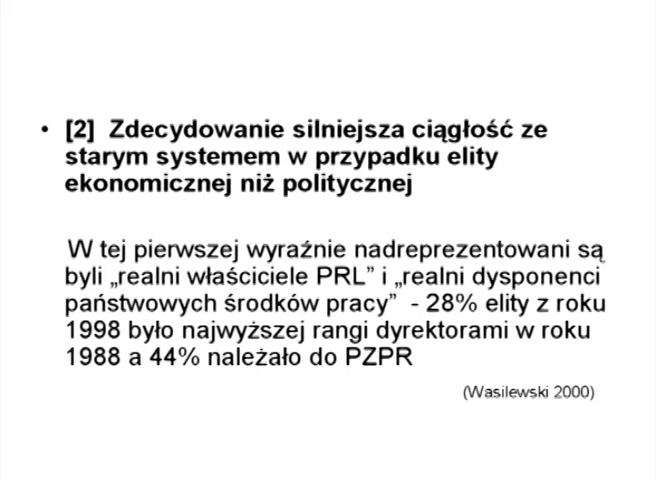 • [2] Zdecydowanie silniejsza ciągłość ze
starym systemem w przypadku elity
ekonomicznej niż politycznej
W tej pierwszej wyraźnie nadreprezentowani są
byli „realni właściciele PRL” i „realni dysponenci
państwowych środków pracy” - 28% elity z roku
1998 było najwyższej rangi dyrektorami w roku
1988 a 44% należało do PZPR
(Wasilewski 2000)